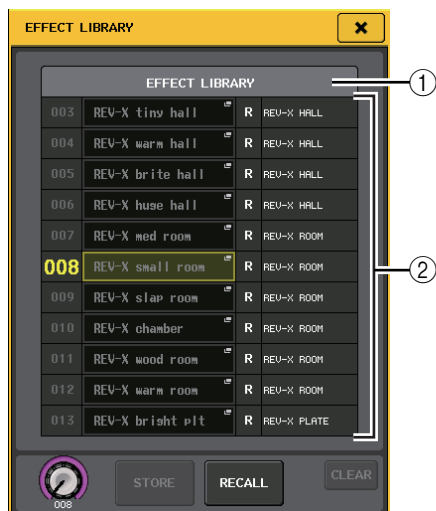 EFFECT LIBRARY
EFFECT LIBRARY
①
003 REV-X tiny hall R REV-X HALL
004 REV-X warm hall R REV-X HALL
005 REV-X brite hall R REV-X HALL
006 REV-X huge hall R REV-X HALL
007 REV-X med room R REV-X ROOM
008 REV-X small room R REV-X ROOM
②
009 REV-X slap room R REV-X ROOM
010 REV-X chamber R REV-X ROOM
011 REV-X wood room R REV-X ROOM
012 REV-X warm room R REV-X ROOM
013 REV-X bright plt R REV-X PLATE
STORE RECALL CLEAR
008